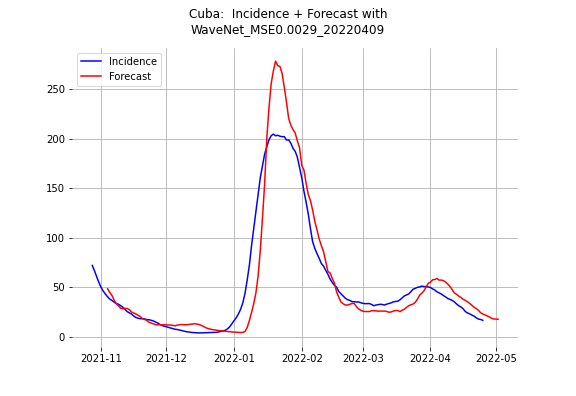 Cuba:  Incidence + Forecast with
WaveNet_MSE0.0029_20220409
Incidence
Forecast
250
200
150
100
50
0
2021-11 2021-12 2022-01 2022-02 2022-03 2022-04 2022-05